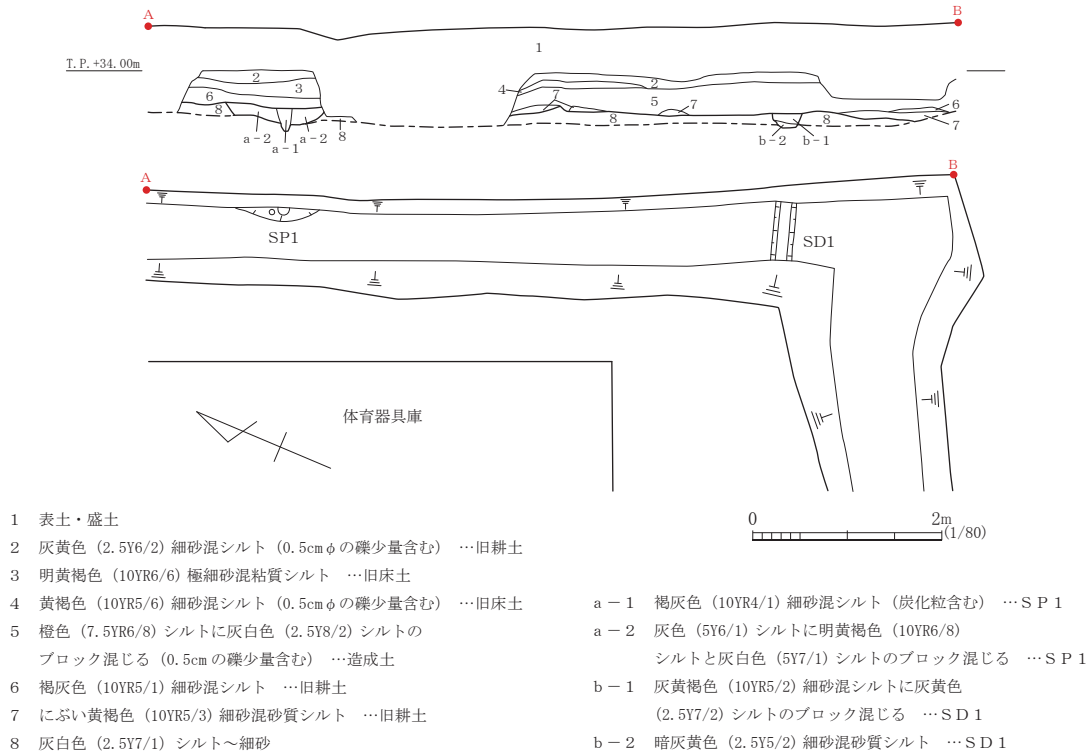 A
B
1
T.P.+34.00m
2
3
4
2
6
7
5
7
6
8
8
8
8
7
a-2
a-1
a-2
b-2
b-1
A
B
SP1
SD1
体育器具庫
0
2m
(1/80)
1 表土・盛土
2 灰黄色 (2.5Y6/2) 細砂混シルト (0.5cmφの礫少量含む) …旧耕土
3 明黄褐色 (10YR6/6) 極細砂混粘質シルト …旧床土
4 黄褐色 (10YR5/6) 細砂混シルト (0.5cmφの礫少量含む) …旧床土
5 橙色 (7.5YR6/8) シルトに灰白色 (2.5Y8/2) シルトの
ブロック混じる (0.5cmの礫少量含む) …造成土
6 褐灰色 (10YR5/1) 細砂混シルト …旧耕土
7 にぶい黄褐色 (10YR5/3) 細砂混砂質シルト …旧耕土
8 灰白色 (2.5Y7/1) シルト～細砂
a－1 褐灰色 (10YR4/1) 細砂混シルト (炭化粒含む) …ＳＰ１
a－2 灰色 (5Y6/1) シルトに明黄褐色 (10YR6/8)
シルトと灰白色 (5Y7/1) シルトのブロック混じる …ＳＰ１
b－1 灰黄褐色 (10YR5/2) 細砂混シルトに灰黄色
(2.5Y7/2) シルトのブロック混じる …ＳＤ１
b－2 暗灰黄色 (2.5Y5/2) 細砂混砂質シルト …ＳＤ１